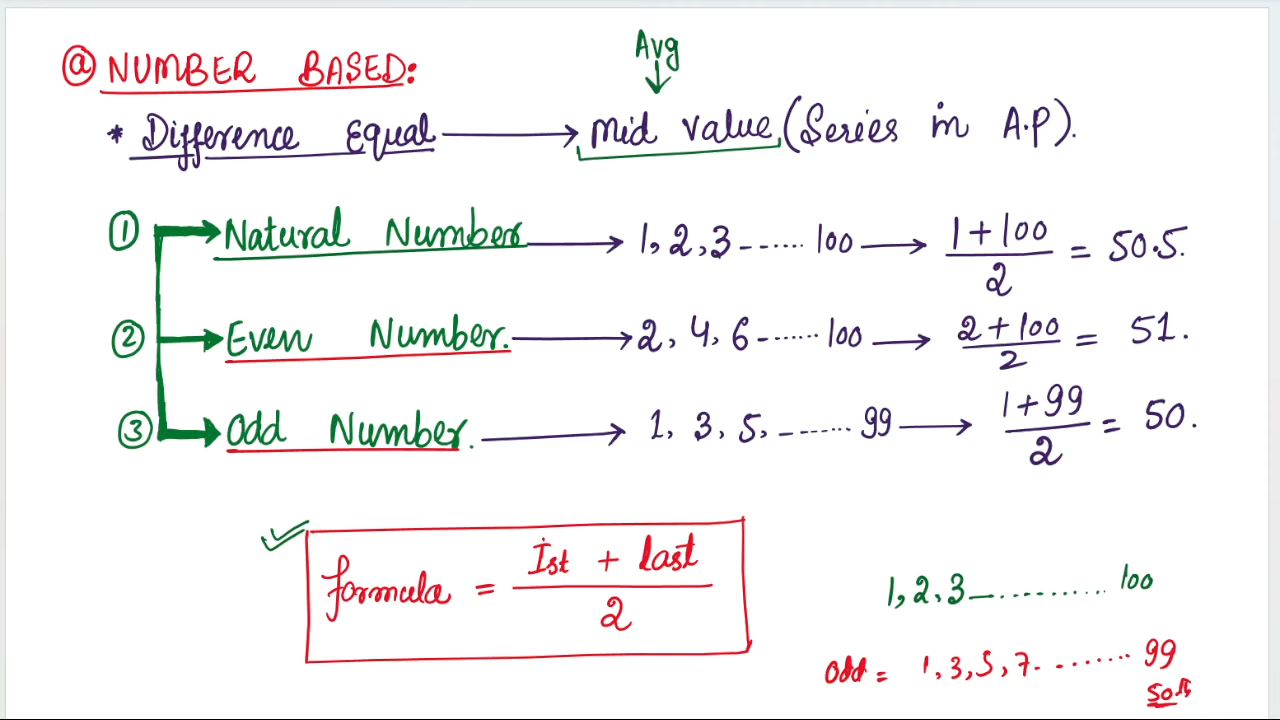 @ NUMBER BASED:
Avg
* Difference Equal → Mid value (Series in A.P).
① Natural Number → 1, 2, 3 ------ 100 → 1 + 100 / 2 = 50.5.
② Even Number. → 2, 4, 6 ------ 100 → 2 + 100 / 2 = 51.
③ Odd Number. → 1, 3, 5, ------ 99 → 1 + 99 / 2 = 50.
formula = Ist + last / 2
1, 2, 3 ------ 100
odd = 1, 3, 5, 7 ------ 99